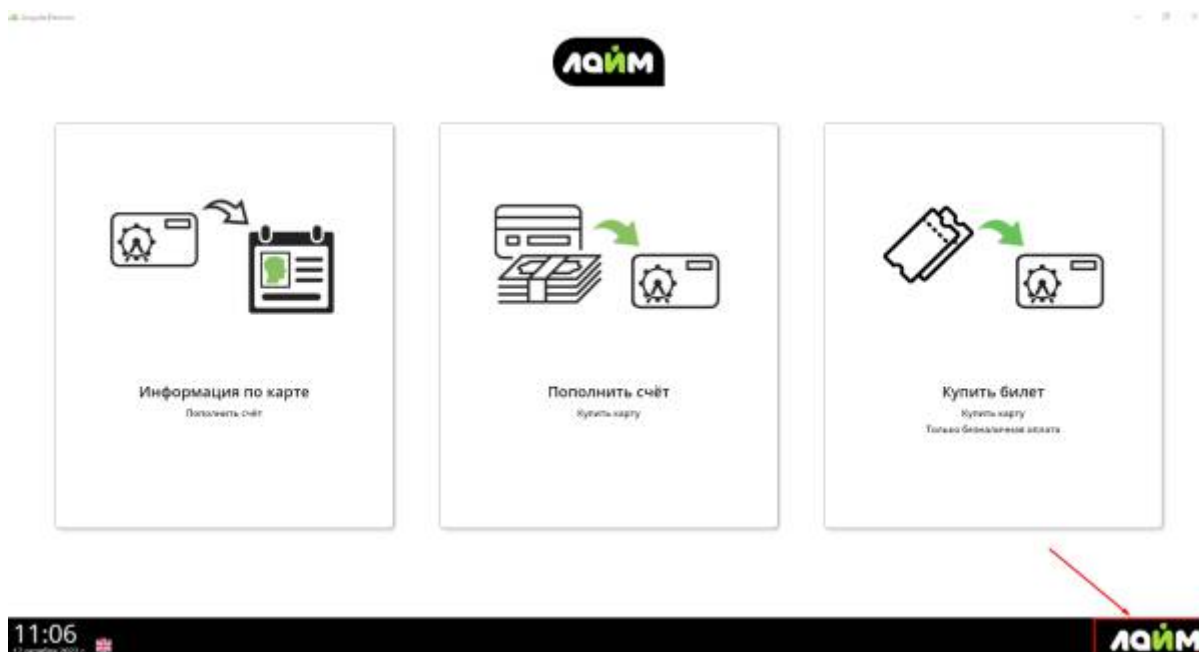 лайм
Информация по карте
Пополнить счёт
Пополнить счёт
Купить карту
Купить билет
Купить карту
Только безналичная оплата
11:06
лайм